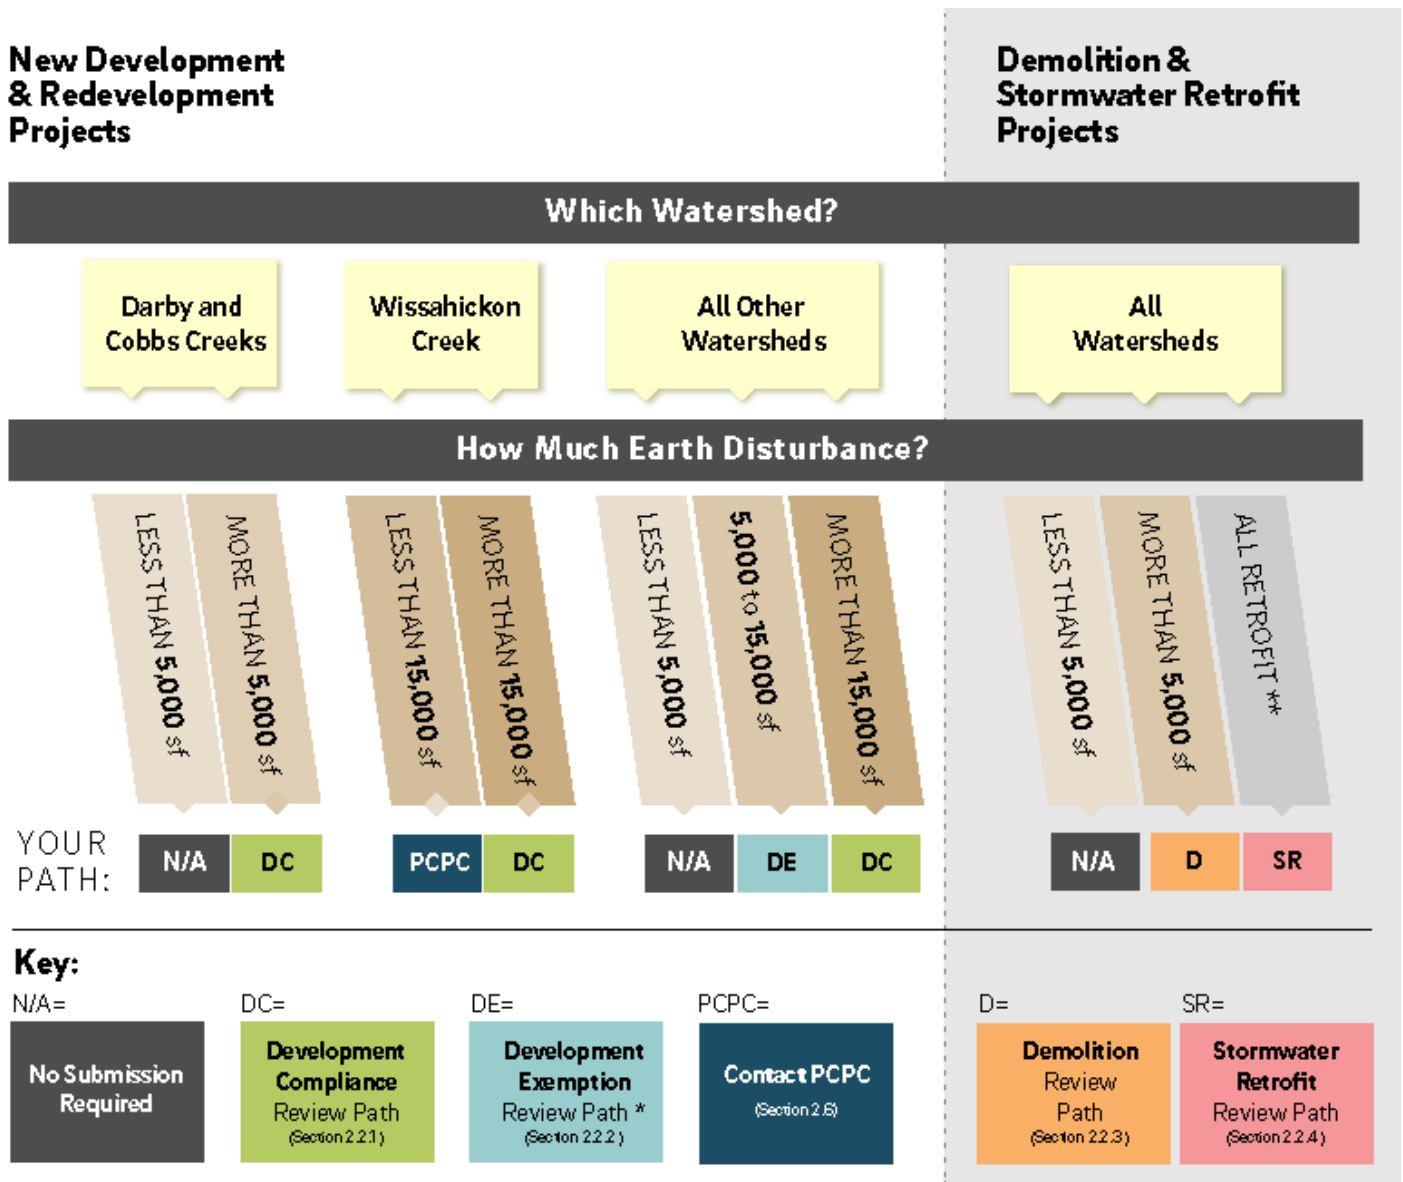 New Development
& Redevelopment
Projects
Demolition &
Stormwater Retrofit
Projects
Which Watershed?
Darby and
Cobbs Creeks
Wissahickon
Creek
All Other
Watersheds
All
Watersheds
How Much Earth Disturbance?
LESS THAN 5,000 sf
MORE THAN 5,000 sf
LESS THAN 15,000 sf
MORE THAN 15,000 sf
LESS THAN 5,000 sf
5,000 to 15,000 sf
MORE THAN 15,000 sf
LESS THAN 5,000 sf
MORE THAN 5,000 sf
ALL RETROFIT **
YOUR
PATH:
N/A
DC
PCPC
DC
N/A
DE
DC
N/A
D
SR
Key:
N/A=
No Submission
Required
DC=
Development
Compliance
Review Path
(Section 2.2.1)
DE=
Development
Exemption
Review Path *
(Section 2.2.2)
PCPC=
Contact PCPC
(Section 2.6)
D=
Demolition
Review
Path
(Section 2.2.3)
SR=
Stormwater
Retrofit
Review Path
(Section 2.2.4)